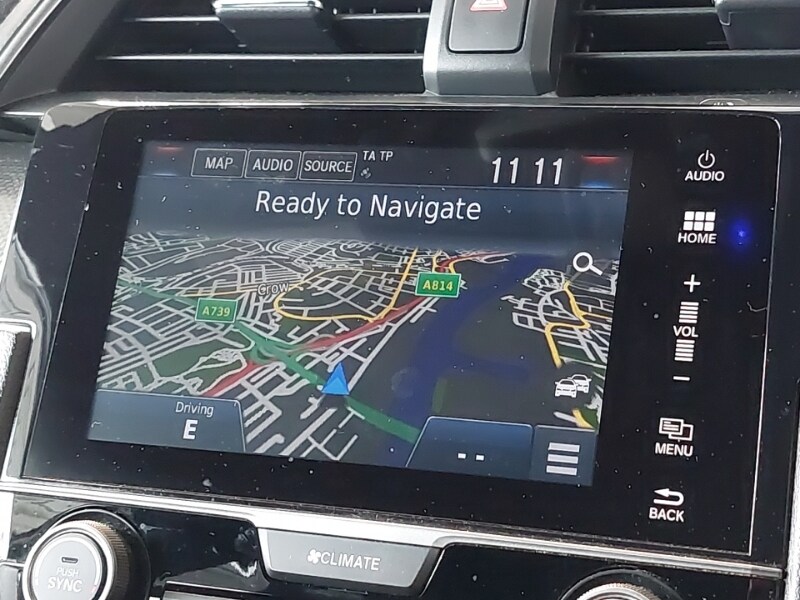 MAP AUDIO SOURCE TA TP 11 11
Ready to Navigate
Crow
A739
A814
Driving
E
--
AUDIO
HOME
+
VOL
−
MENU
BACK
PUSH
SYNC
CLIMATE